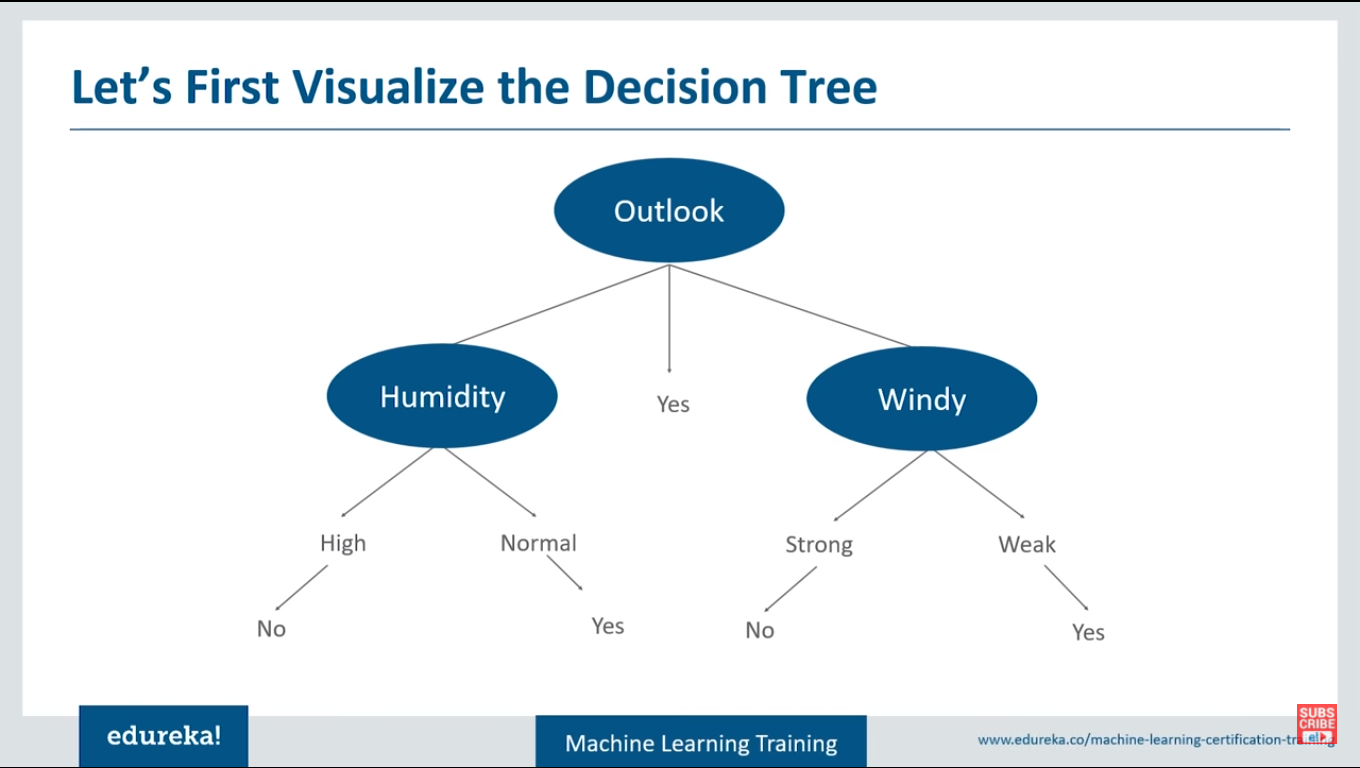 Let's First Visualize the Decision Tree
Outlook
Humidity
Yes
Windy
High
Normal
Strong
Weak
No
Yes
No
Yes
edureka!
Machine Learning Training
www.edureka.co/machine-learning-certification-training
SUBS
CRIBE